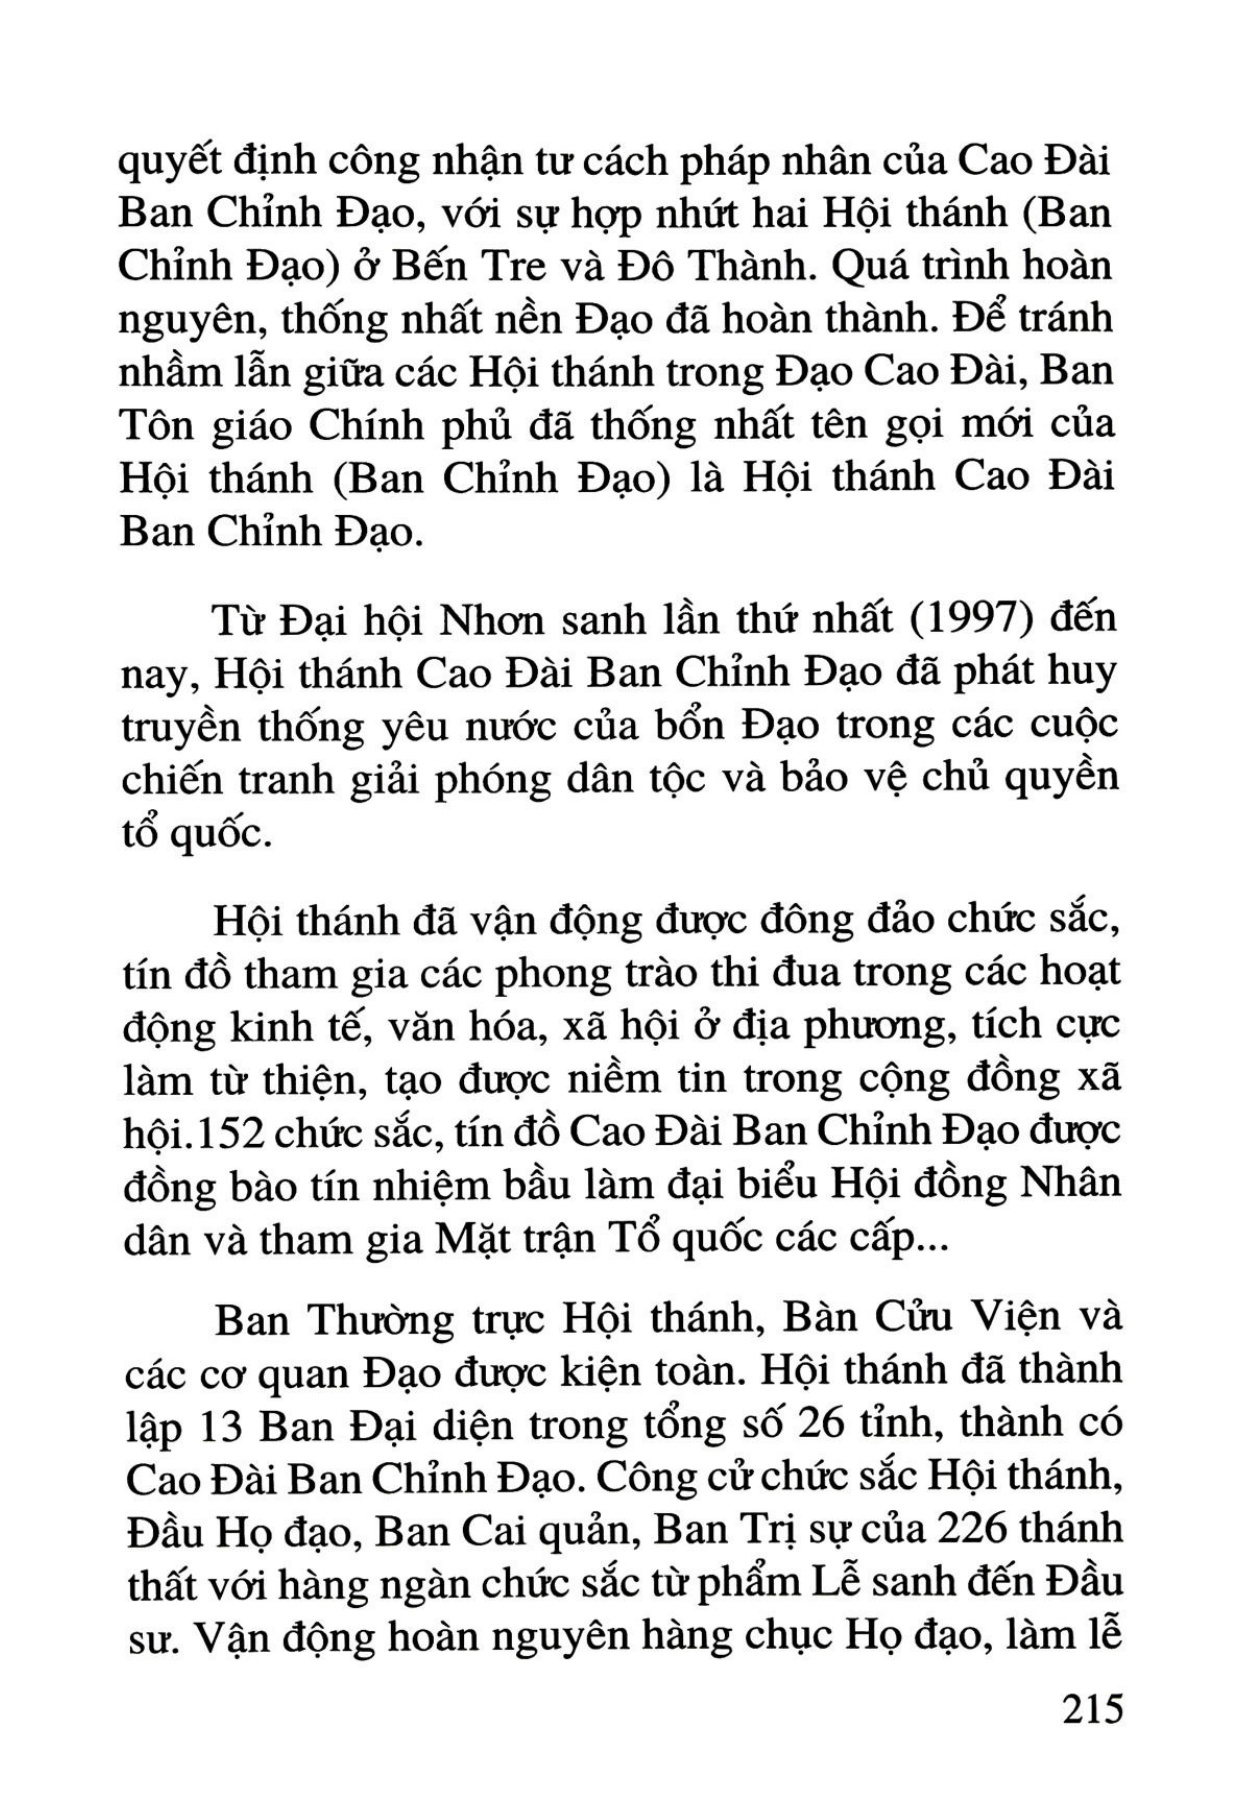 quyết định công nhận tư cách pháp nhân của Cao Đài
Ban Chỉnh Đạo, với sự hợp nhứt hai Hội thánh (Ban
Chỉnh Đạo) ở Bến Tre và Đô Thành. Quá trình hoàn
nguyên, thống nhất nền Đạo đã hoàn thành. Để tránh
nhầm lẫn giữa các Hội thánh trong Đạo Cao Đài, Ban
Tôn giáo Chính phủ đã thống nhất tên gọi mới của
Hội thánh (Ban Chỉnh Đạo) là Hội thánh Cao Đài
Ban Chỉnh Đạo.
Từ Đại hội Nhơn sanh lần thứ nhất (1997) đến
nay, Hội thánh Cao Đài Ban Chỉnh Đạo đã phát huy
truyền thống yêu nước của bổn Đạo trong các cuộc
chiến tranh giải phóng dân tộc và bảo vệ chủ quyền
tổ quốc.
Hội thánh đã vận động được đông đảo chức sắc,
tín đồ tham gia các phong trào thi đua trong các hoạt
động kinh tế, văn hóa, xã hội ở địa phương, tích cực
làm từ thiện, tạo được niềm tin trong cộng đồng xã
hội.152 chức sắc, tín đồ Cao Đài Ban Chỉnh Đạo được
đồng bào tín nhiệm bầu làm đại biểu Hội đồng Nhân
dân và tham gia Mặt trận Tổ quốc các cấp...
Ban Thường trực Hội thánh, Bàn Cửu Viện và
các cơ quan Đạo được kiện toàn. Hội thánh đã thành
lập 13 Ban Đại diện trong tổng số 26 tỉnh, thành có
Cao Đài Ban Chỉnh Đạo. Công cử chức sắc Hội thánh,
Đầu Họ đạo, Ban Cai quản, Ban Trị sự của 226 thánh
thất với hàng ngàn chức sắc từ phẩm Lễ sanh đến Đầu
sư. Vận động hoàn nguyên hàng chục Họ đạo, làm lễ
215